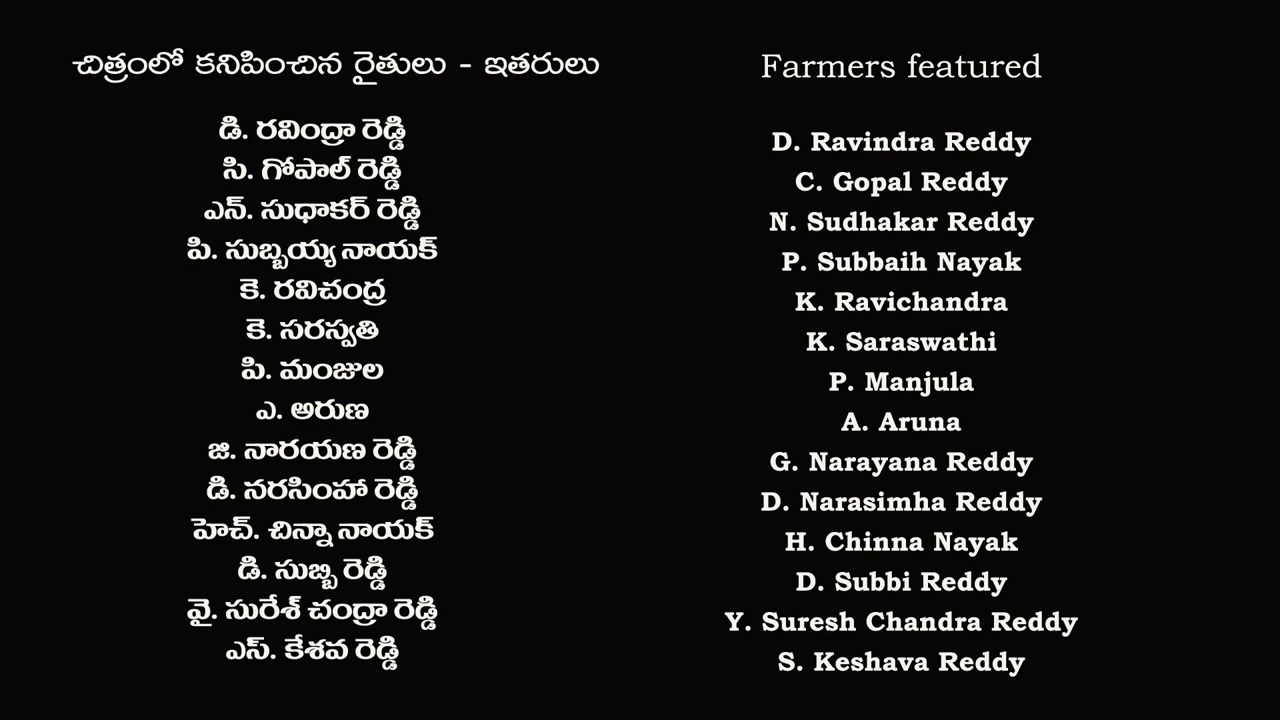 చిత్రంలో కనిపించిన రైతులు - ఇతరులు
డి. రవింద్రా రెడ్డి
సి. గోపాల్ రెడ్డి
ఎన్. సుధాకర్ రెడ్డి
పి. సుబ్బయ్య నాయక్
కె. రవిచంద్ర
కె. సరస్వతి
పి. మంజుల
ఎ. అరుణ
జి. నారయణ రెడ్డి
డి. నరసింహా రెడ్డి
హెచ్. చిన్నా నాయక్
డి. సుబ్బి రెడ్డి
వై. సురేశ్ చంద్రా రెడ్డి
ఎస్. కేశవ రెడ్డి
Farmers featured
D. Ravindra Reddy
C. Gopal Reddy
N. Sudhakar Reddy
P. Subbaih Nayak
K. Ravichandra
K. Saraswathi
P. Manjula
A. Aruna
G. Narayana Reddy
D. Narasimha Reddy
H. Chinna Nayak
D. Subbi Reddy
Y. Suresh Chandra Reddy
S. Keshava Reddy